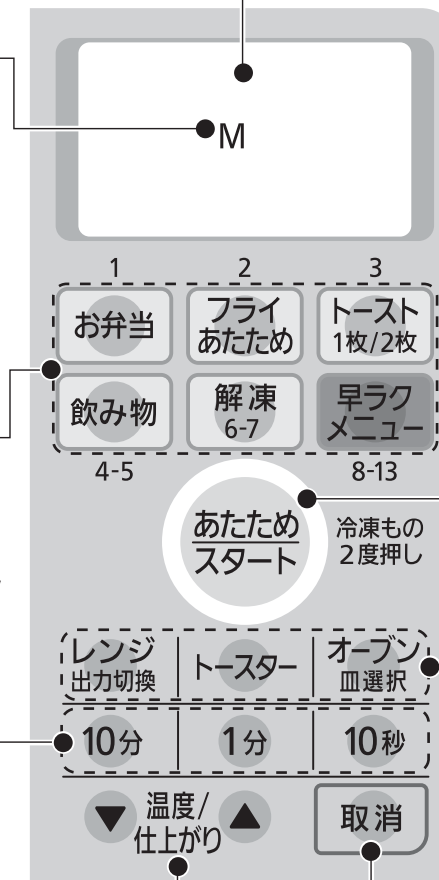 M
1 2 3
お弁当 フライ トースト
あたため 1枚/2枚
飲み物 解凍 早ラク
6-7 メニュー
4-5 8-13
あたため 冷凍もの
スタート 2度押し
レンジ トースター オーブン
出力切換 皿選択
10分 1分 10秒
▼ 温度/ ▲ 取消
仕上がり